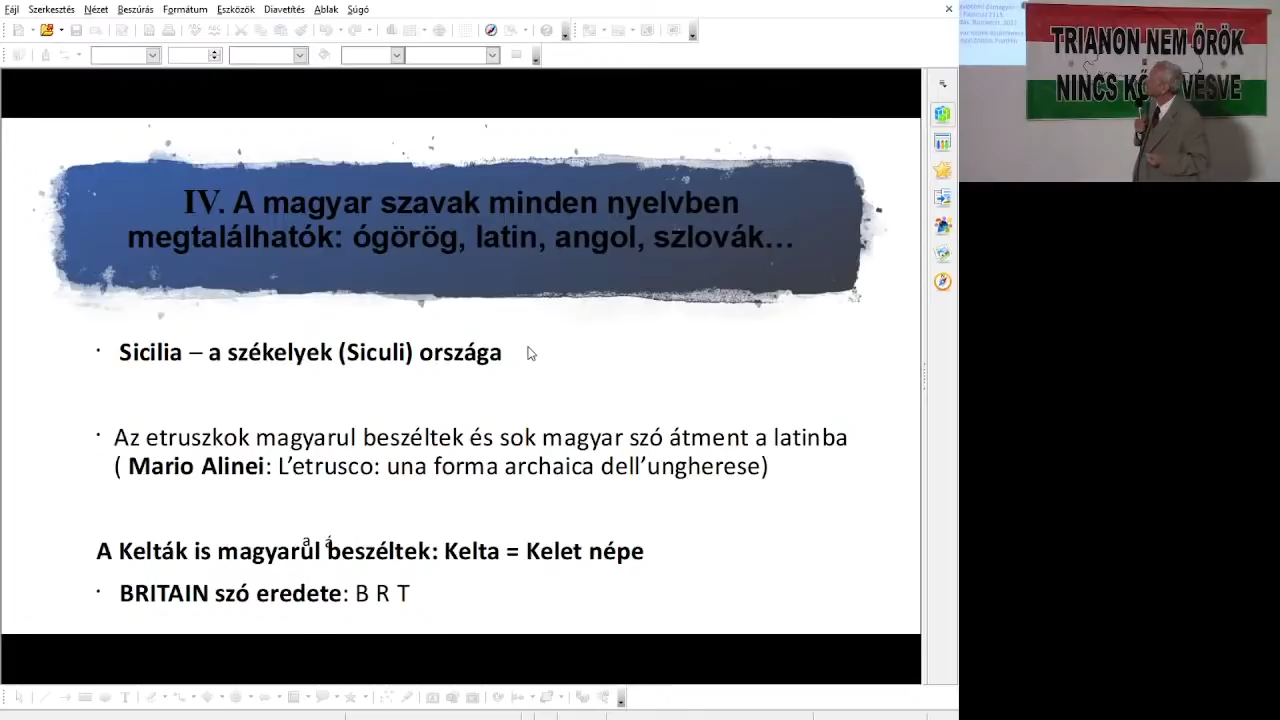 Fájl Szerkesztés Nézet Beszúrás Formátum Eszközök Diavetítés Ablak Súgó
TRIANON NEM ÖRÖK
NINCS KŐ VÉSVE
IV. A magyar szavak minden nyelvben
megtalálhatók: ógörög, latin, angol, szlovák...
· Sicilia – a székelyek (Siculi) országa
· Az etruszkok magyarul beszéltek és sok magyar szó átment a latinba
( Mario Alinei: L’etrusco: una forma archaica dell’ungherese)
a á
A Kelták is magyarul beszéltek: Kelta = Kelet népe
· BRITAIN szó eredete: B R T